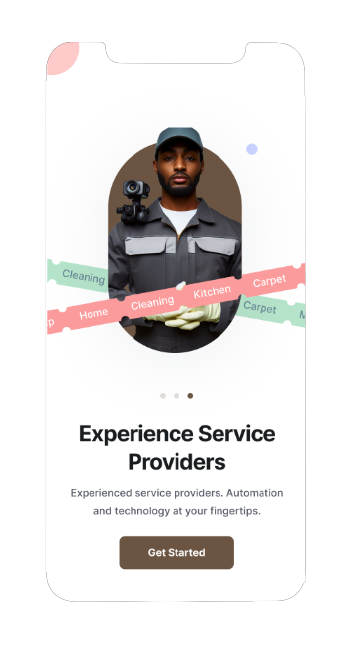 Cleaning
p Home Cleaning Kitchen Carpet
Carpet M
Experience Service
Providers
Experienced service providers. Automation
and technology at your fingertips.
Get Started